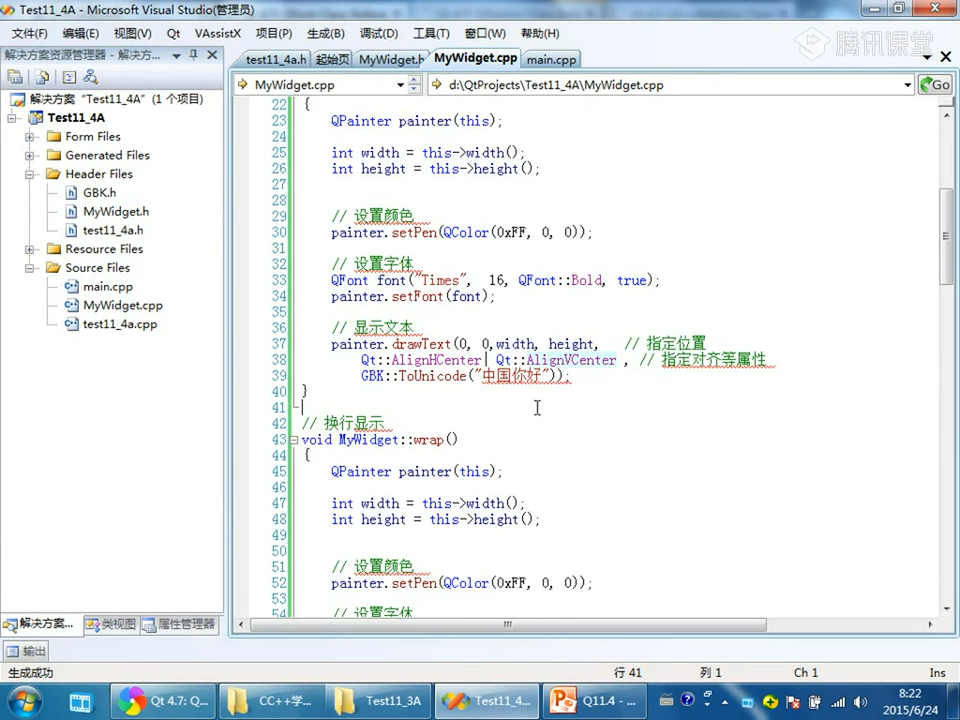 Test11_4A - Microsoft Visual Studio(管理员)
文件(F) 编辑(E) 视图(V) Qt VAssistX 项目(P) 生成(B) 调试(D) 工具(T) 窗口(W) 帮助(H)
腾讯课堂
解决方案资源管理器 - 解决方...
test11_4a.h 起始页 MyWidget.h MyWidget.cpp main.cpp
MyWidget.cpp d:\QtProjects\Test11_4A\MyWidget.cpp Go
解决方案 "Test11_4A" (1 个项目)
Test11_4A
Form Files
Generated Files
Header Files
GBK.h
MyWidget.h
test11_4a.h
Resource Files
Source Files
main.cpp
MyWidget.cpp
test11_4a.cpp
22 {
23 QPainter painter(this);
24
25 int width = this->width();
26 int height = this->height();
27
28
29 // 设置颜色
30 painter.setPen(QColor(0xFF, 0, 0));
31
32 // 设置字体
33 QFont font("Times", 16, QFont::Bold, true);
34 painter.setFont(font);
35
36 // 显示文本
37 painter.drawText(0, 0,width, height, // 指定位置
38 Qt::AlignHCenter| Qt::AlignVCenter , // 指定对齐等属性
39 GBK::ToUnicode("中国你好"));
40 }
41
42 // 换行显示
43 void MyWidget::wrap()
44 {
45 QPainter painter(this);
46
47 int width = this->width();
48 int height = this->height();
49
50
51 // 设置颜色
52 painter.setPen(QColor(0xFF, 0, 0));
53
54 // 设置字体
解决方案... 类视图 属性管理器
输出
生成成功 行 41 列 1 Ch 1 Ins
Qt 4.7: Q... CC++学... Test11_3A Test11_4... Q11.4 - ...
8:22
2015/6/24